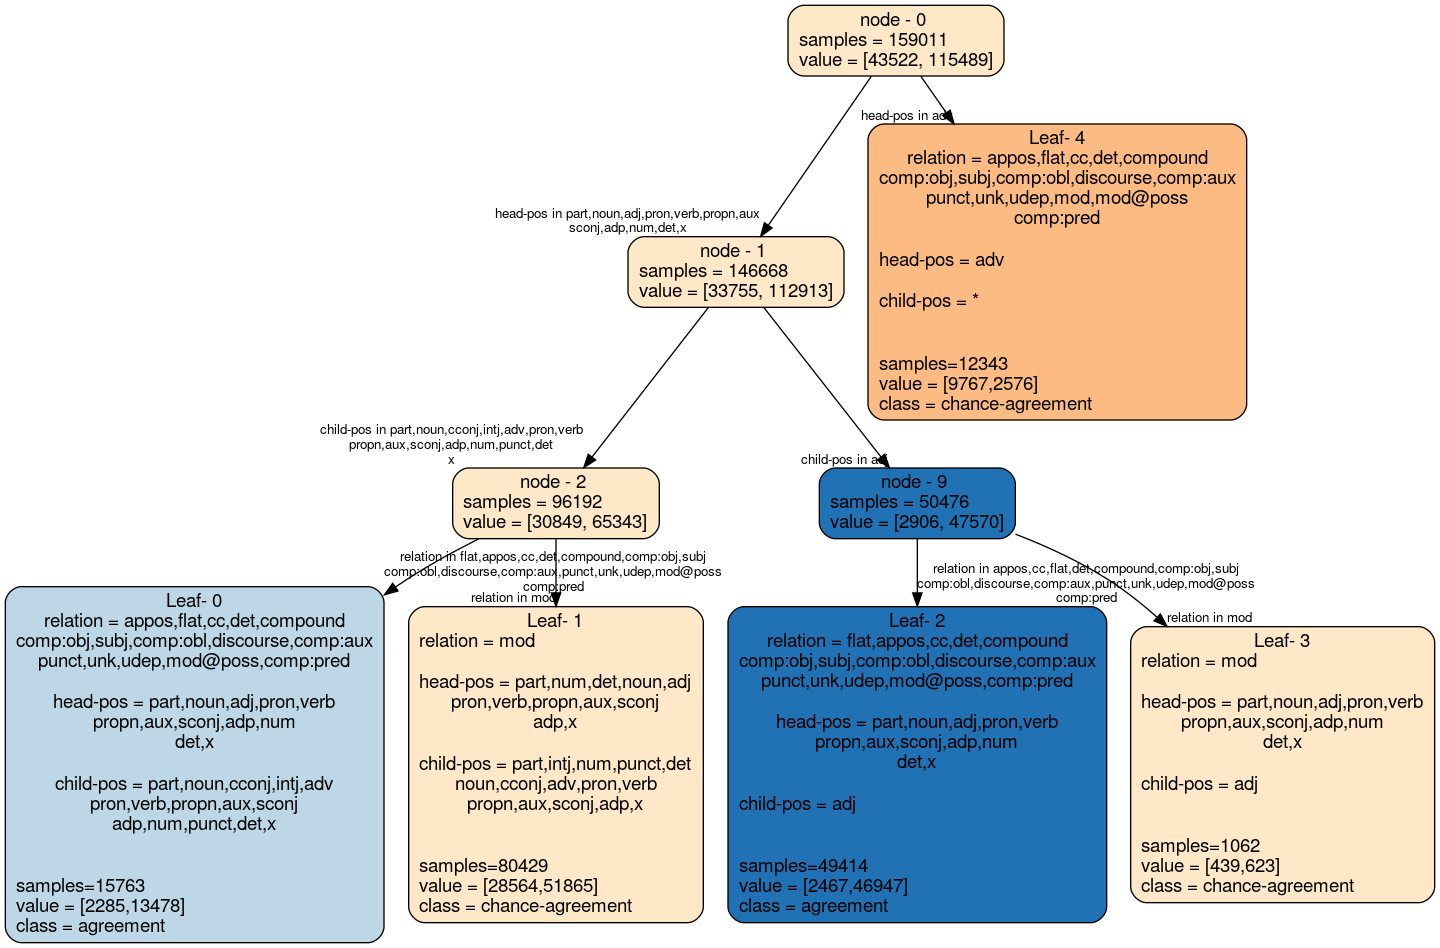 node - 0
samples = 159011
value = [43522, 115489]
head-pos in adv
Leaf- 4
relation = appos,flat,cc,det,compound
comp:obj,subj,comp:obl,discourse,comp:aux
punct,unk,udep,mod,mod@poss
comp:pred
head-pos = adv
child-pos = *
samples=12343
value = [9767,2576]
class = chance-agreement
head-pos in part,noun,adj,pron,verb,propn,aux
sconj,adp,num,det,x
node - 1
samples = 146668
value = [33755, 112913]
child-pos in part,noun,cconj,intj,adv,pron,verb
propn,aux,sconj,adp,num,punct,det
x
node - 2
samples = 96192
value = [30849, 65343]
child-pos in adj
node - 9
samples = 50476
value = [2906, 47570]
relation in flat,appos,cc,det,compound,comp:obj,subj
comp:obl,discourse,comp:aux,punct,unk,udep,mod@poss
comp:pred
Leaf- 0
relation = appos,flat,cc,det,compound
comp:obj,subj,comp:obl,discourse,comp:aux
punct,unk,udep,mod@poss,comp:pred
head-pos = part,noun,adj,pron,verb
propn,aux,sconj,adp,num
det,x
child-pos = part,noun,cconj,intj,adv
pron,verb,propn,aux,sconj
adp,num,punct,det,x
samples=15763
value = [2285,13478]
class = agreement
relation in mod
Leaf- 1
relation = mod
head-pos = part,num,det,noun,adj
pron,verb,propn,aux,sconj
adp,x
child-pos = part,intj,num,punct,det
noun,cconj,adv,pron,verb
propn,aux,sconj,adp,x
samples=80429
value = [28564,51865]
class = chance-agreement
relation in appos,cc,flat,det,compound,comp:obj,subj
comp:obl,discourse,comp:aux,punct,unk,udep,mod@poss
comp:pred
Leaf- 2
relation = flat,appos,cc,det,compound
comp:obj,subj,comp:obl,discourse,comp:aux
punct,unk,udep,mod@poss,comp:pred
head-pos = part,noun,adj,pron,verb
propn,aux,sconj,adp,num
det,x
child-pos = adj
samples=49414
value = [2467,46947]
class = agreement
relation in mod
Leaf- 3
relation = mod
head-pos = part,noun,adj,pron,verb
propn,aux,sconj,adp,num
det,x
child-pos = adj
samples=1062
value = [439,623]
class = chance-agreement